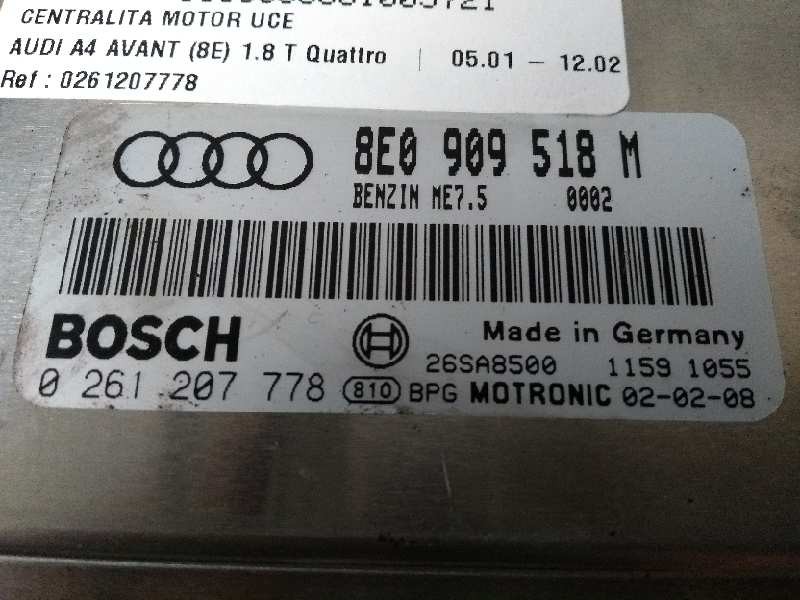 CENTRALITA MOTOR UCE
AUDI A4 AVANT (8E) 1.8 T Quattro | 05.01 - 12.02
Ref : 0261207778
8E0 909 518 M
BENZIN ME7.5 0002
BOSCH
Made in Germany
26SA8500 1159 1055
0 261 207 778 810 BPG MOTRONIC 02-02-08